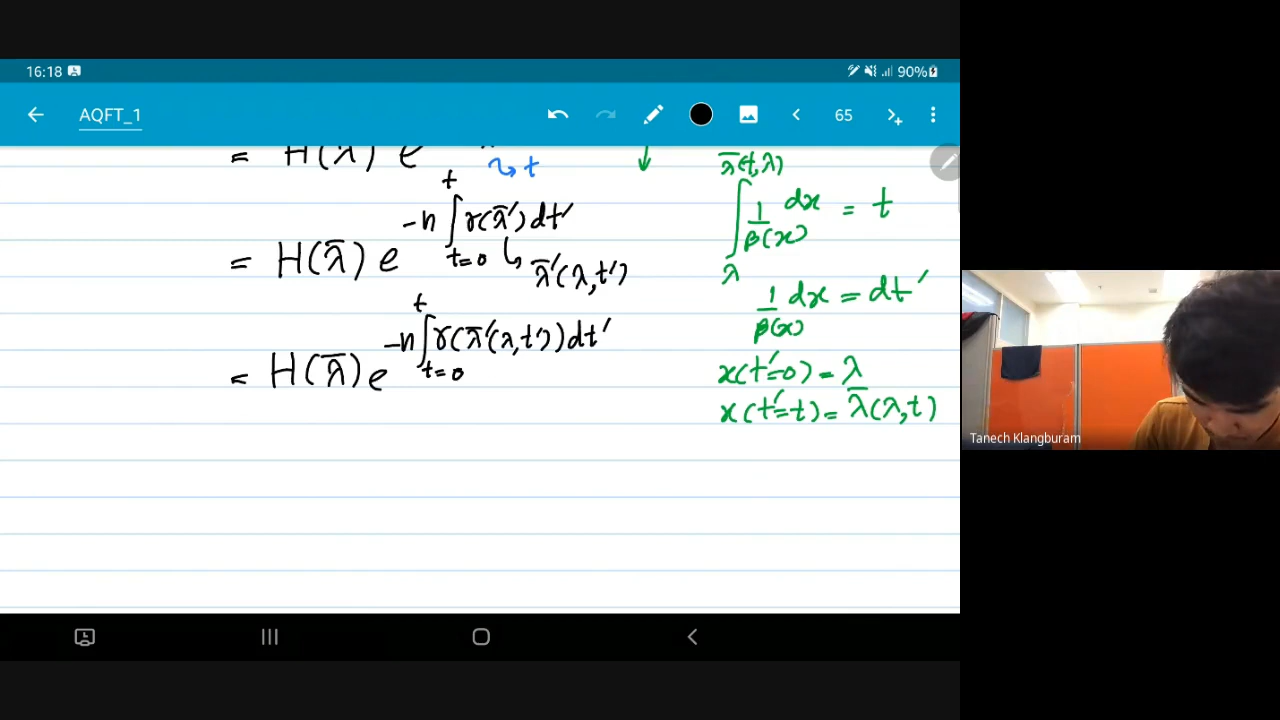 16:18 90%
AQFT_1 65
= H(λ̄) e
↝ t
= H(λ̄) e^{-n ∫_{t=0}^{t} γ(λ̄′) dt′}
λ̄′(λ,t′)
= H(λ̄) e^{-n ∫_{t=0}^{t} γ(λ̄′(λ,t′)) dt′}
∫_{λ}^{λ̄(t,λ)} 1/β(x) dx = t
1/β(x) dx = dt′
x(t′=0) = λ
x(t′=t) = λ̄(λ,t)
Tanech Klangburam